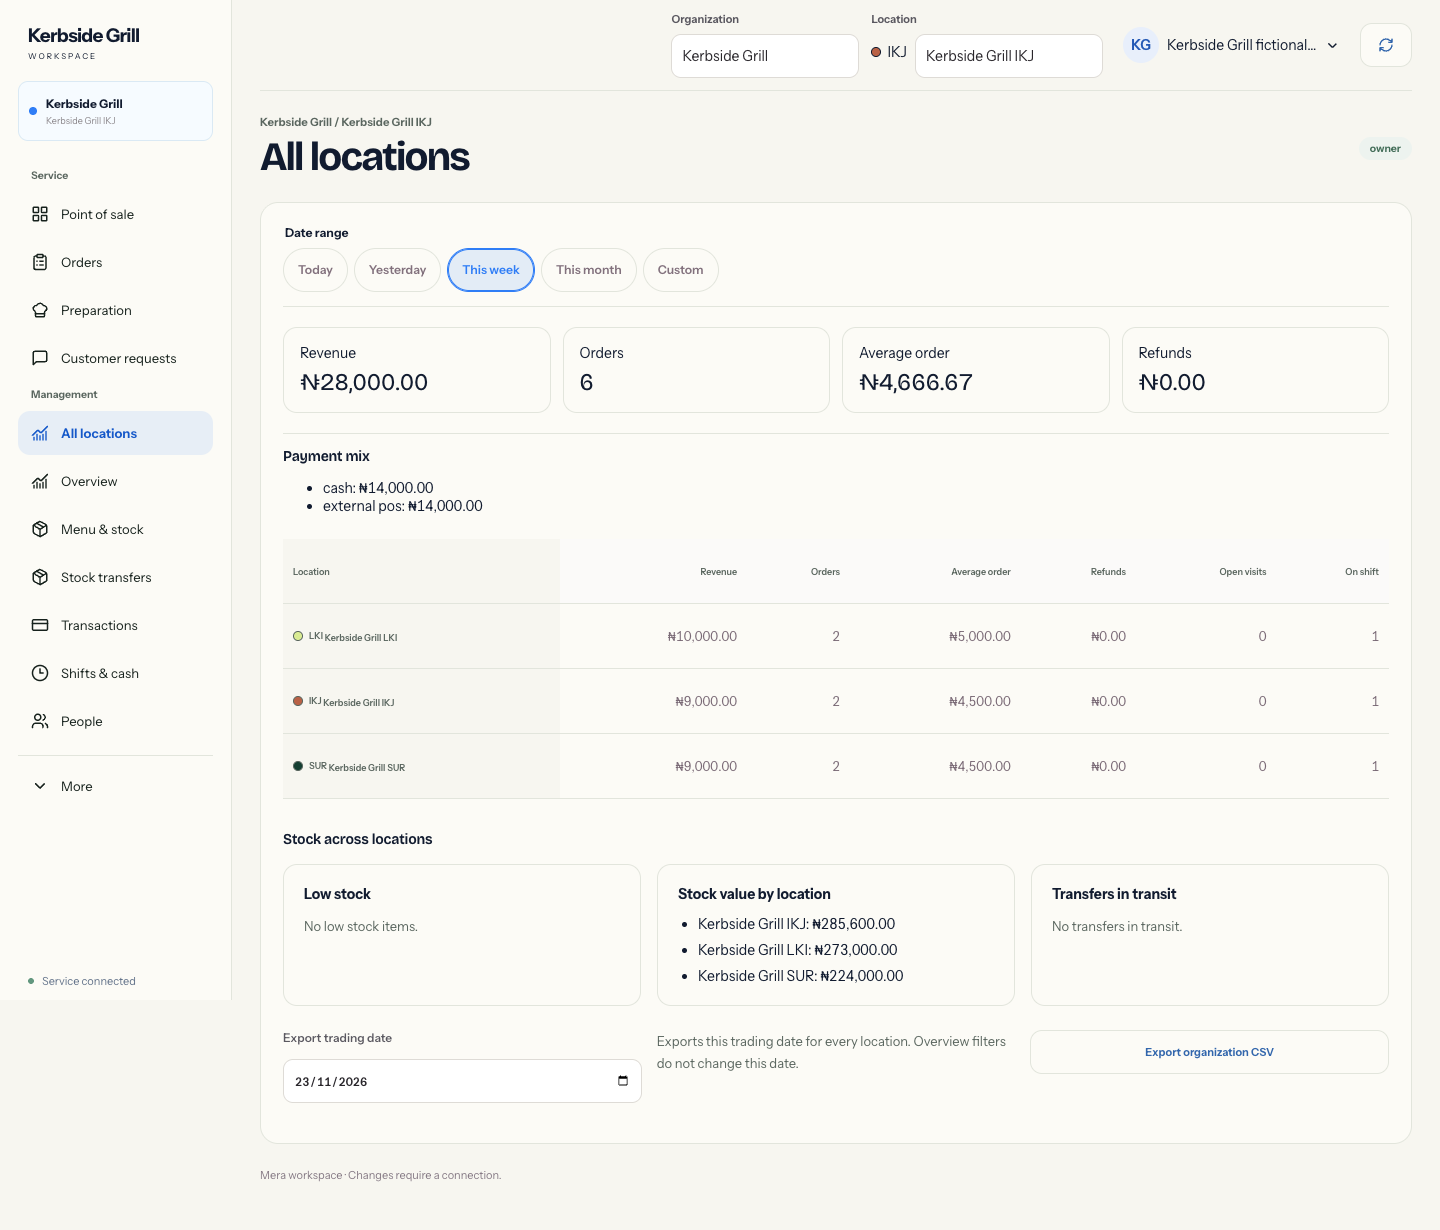 Kerbside Grill
WORKSPACE
Kerbside Grill
Kerbside Grill IKJ
Service
Point of sale
Orders
Preparation
Customer requests
Management
All locations
Overview
Menu & stock
Stock transfers
Transactions
Shifts & cash
People
More
Service connected
Organization
Kerbside Grill
Location
IKJ
Kerbside Grill IKJ
KG
Kerbside Grill fictional...
Kerbside Grill / Kerbside Grill IKJ
All locations
owner
Date range
Today Yesterday This week This month Custom
Revenue
₦28,000.00
Orders
6
Average order
₦4,666.67
Refunds
₦0.00
Payment mix
• cash: ₦14,000.00
• external pos: ₦14,000.00
Location Revenue Orders Average order Refunds Open visits On shift
LKI Kerbside Grill LKI ₦10,000.00 2 ₦5,000.00 ₦0.00 0 1
IKJ Kerbside Grill IKJ ₦9,000.00 2 ₦4,500.00 ₦0.00 0 1
SUR Kerbside Grill SUR ₦9,000.00 2 ₦4,500.00 ₦0.00 0 1
Stock across locations
Low stock
No low stock items.
Stock value by location
• Kerbside Grill IKJ: ₦285,600.00
• Kerbside Grill LKI: ₦273,000.00
• Kerbside Grill SUR: ₦224,000.00
Transfers in transit
No transfers in transit.
Export trading date
23/11/2026
Exports this trading date for every location. Overview filters
do not change this date.
Export organization CSV
Mera workspace · Changes require a connection.